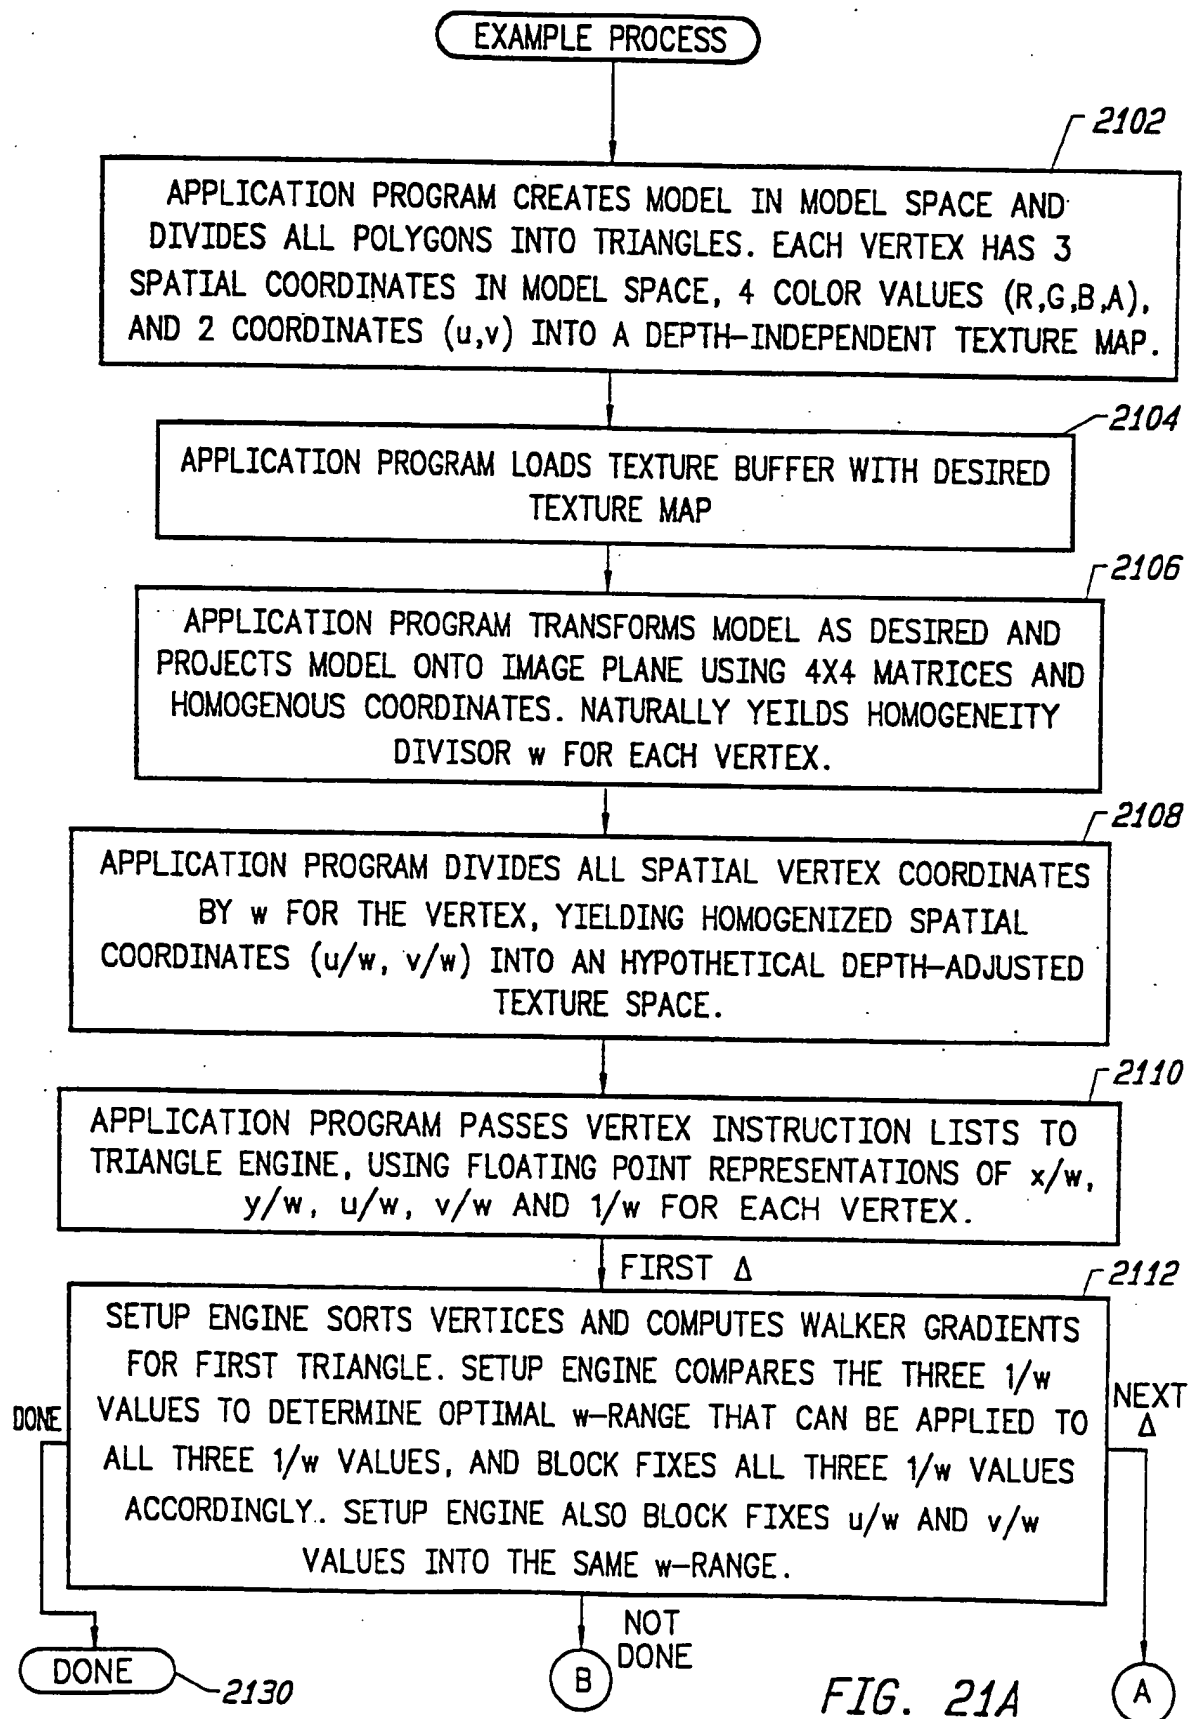 EXAMPLE PROCESS
2102
APPLICATION PROGRAM CREATES MODEL IN MODEL SPACE AND
DIVIDES ALL POLYGONS INTO TRIANGLES. EACH VERTEX HAS 3
SPATIAL COORDINATES IN MODEL SPACE, 4 COLOR VALUES (R,G,B,A),
AND 2 COORDINATES (u,v) INTO A DEPTH-INDEPENDENT TEXTURE MAP.
2104
APPLICATION PROGRAM LOADS TEXTURE BUFFER WITH DESIRED
TEXTURE MAP
2106
APPLICATION PROGRAM TRANSFORMS MODEL AS DESIRED AND
PROJECTS MODEL ONTO IMAGE PLANE USING 4X4 MATRICES AND
HOMOGENOUS COORDINATES. NATURALLY YEILDS HOMOGENEITY
DIVISOR w FOR EACH VERTEX.
2108
APPLICATION PROGRAM DIVIDES ALL SPATIAL VERTEX COORDINATES
BY w FOR THE VERTEX, YIELDING HOMOGENIZED SPATIAL
COORDINATES (u/w, v/w) INTO AN HYPOTHETICAL DEPTH-ADJUSTED
TEXTURE SPACE.
2110
APPLICATION PROGRAM PASSES VERTEX INSTRUCTION LISTS TO
TRIANGLE ENGINE, USING FLOATING POINT REPRESENTATIONS OF x/w,
y/w, u/w, v/w AND 1/w FOR EACH VERTEX.
FIRST Δ
2112
SETUP ENGINE SORTS VERTICES AND COMPUTES WALKER GRADIENTS
FOR FIRST TRIANGLE. SETUP ENGINE COMPARES THE THREE 1/w
VALUES TO DETERMINE OPTIMAL w-RANGE THAT CAN BE APPLIED TO
ALL THREE 1/w VALUES, AND BLOCK FIXES ALL THREE 1/w VALUES
ACCORDINGLY. SETUP ENGINE ALSO BLOCK FIXES u/w AND v/w
VALUES INTO THE SAME w-RANGE.
DONE
NEXT
Δ
NOT
DONE
DONE
2130
B
FIG. 21A
A